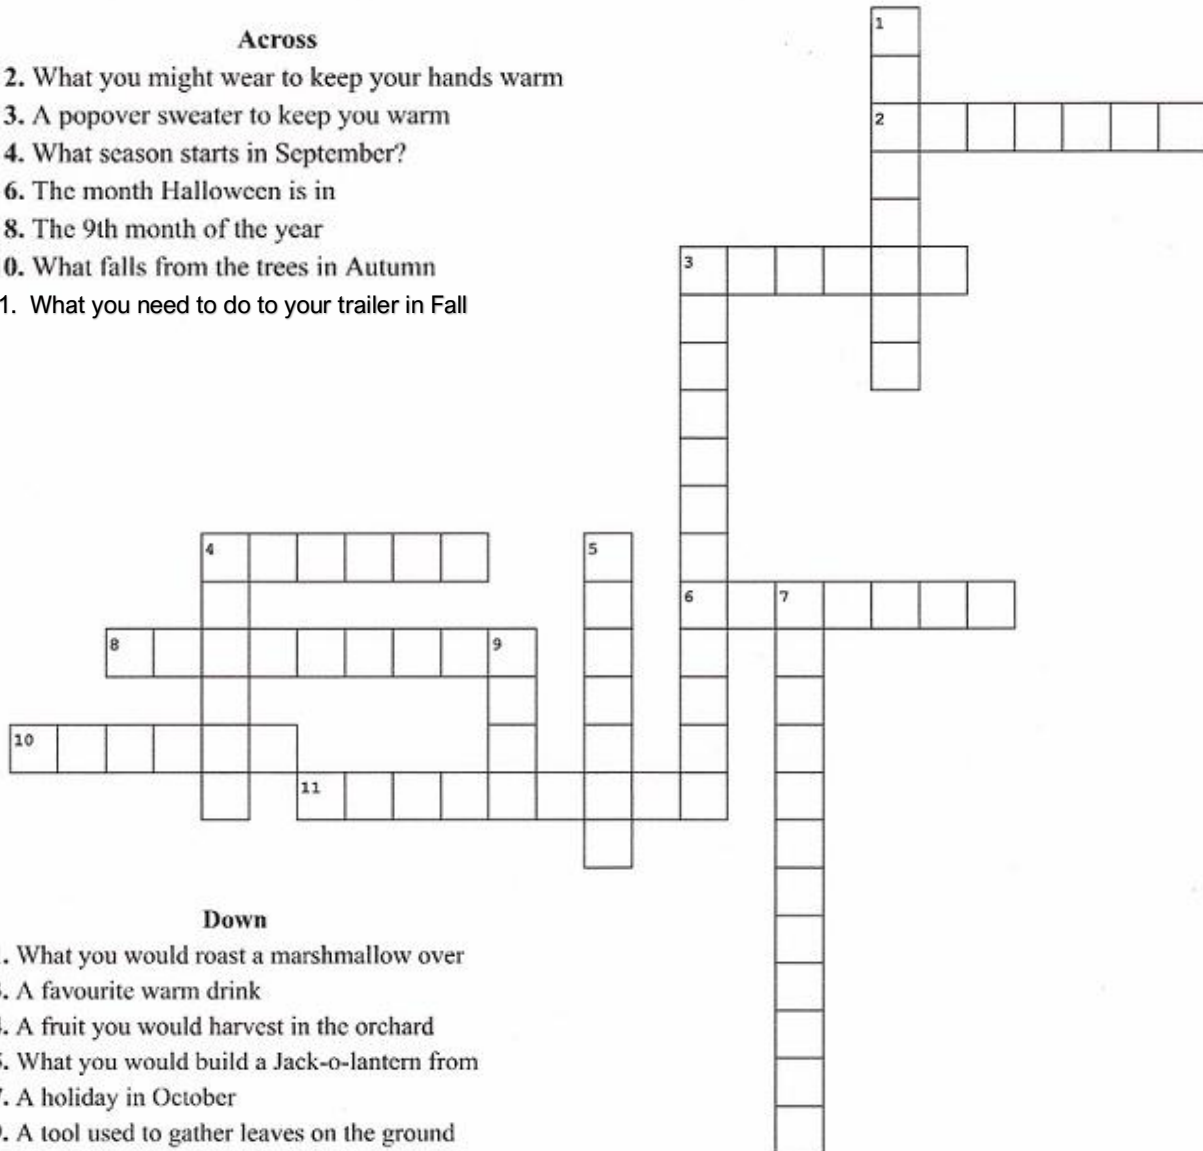 Across
2. What you might wear to keep your hands warm
3. A popover sweater to keep you warm
4. What season starts in September?
6. The month Halloween is in
8. The 9th month of the year
0. What falls from the trees in Autumn
1. What you need to do to your trailer in Fall
1
2
3
4
5
6
7
8
9
10
11
Down
. What you would roast a marshmallow over
. A favourite warm drink
. A fruit you would harvest in the orchard
. What you would build a Jack-o-lantern from
. A holiday in October
. A tool used to gather leaves on the ground